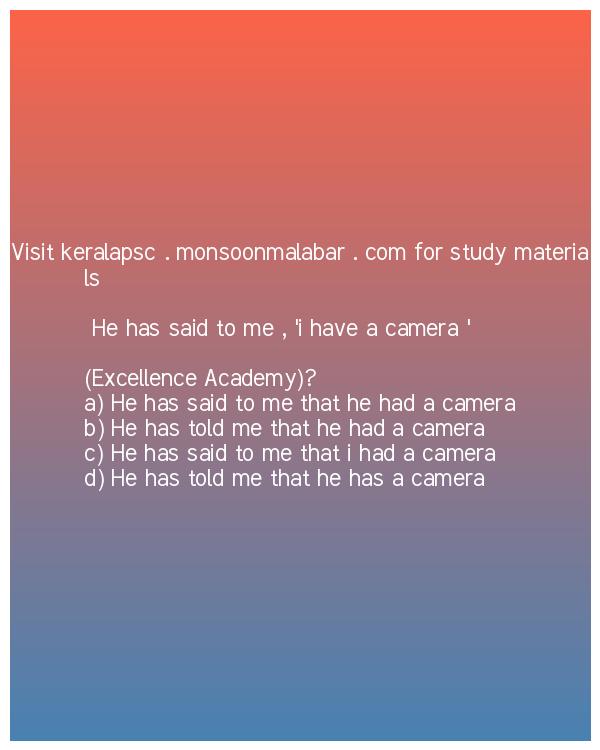 Visit keralapsc . monsoonmalabar . com for study materia
ls
He has said to me , 'i have a camera '
(Excellence Academy)?
a) He has said to me that he had a camera
b) He has told me that he had a camera
c) He has said to me that i had a camera
d) He has told me that he has a camera